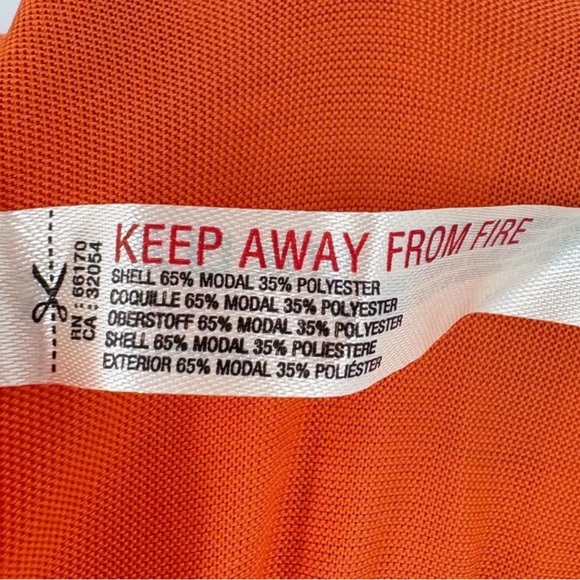 RN : 66170
CA : 32054
KEEP AWAY FROM FIRE
SHELL 65% MODAL 35% POLYESTER
COQUILLE 65% MODAL 35% POLYESTER
OBERSTOFF 65% MODAL 35% POLYESTER
SHELL 65% MODAL 35% POLIESTERE
EXTERIOR 65% MODAL 35% POLIÉSTER